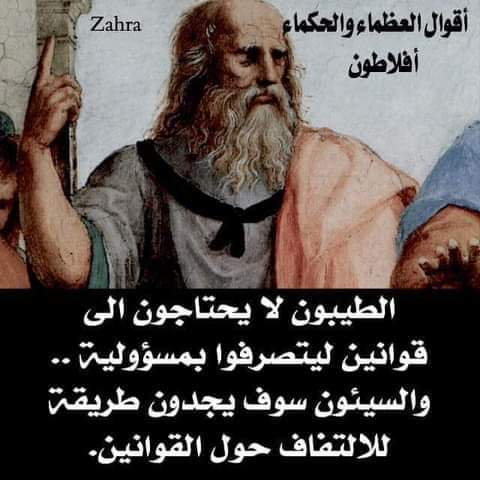 Zahra
أقوال العظماء والحكماء
أفلاطون
الطيبون لا يحتاجون الى
قوانين ليتصرفوا بمسؤولية ..
والسيئون سوف يجدون طريقة
للالتفاف حول القوانين.